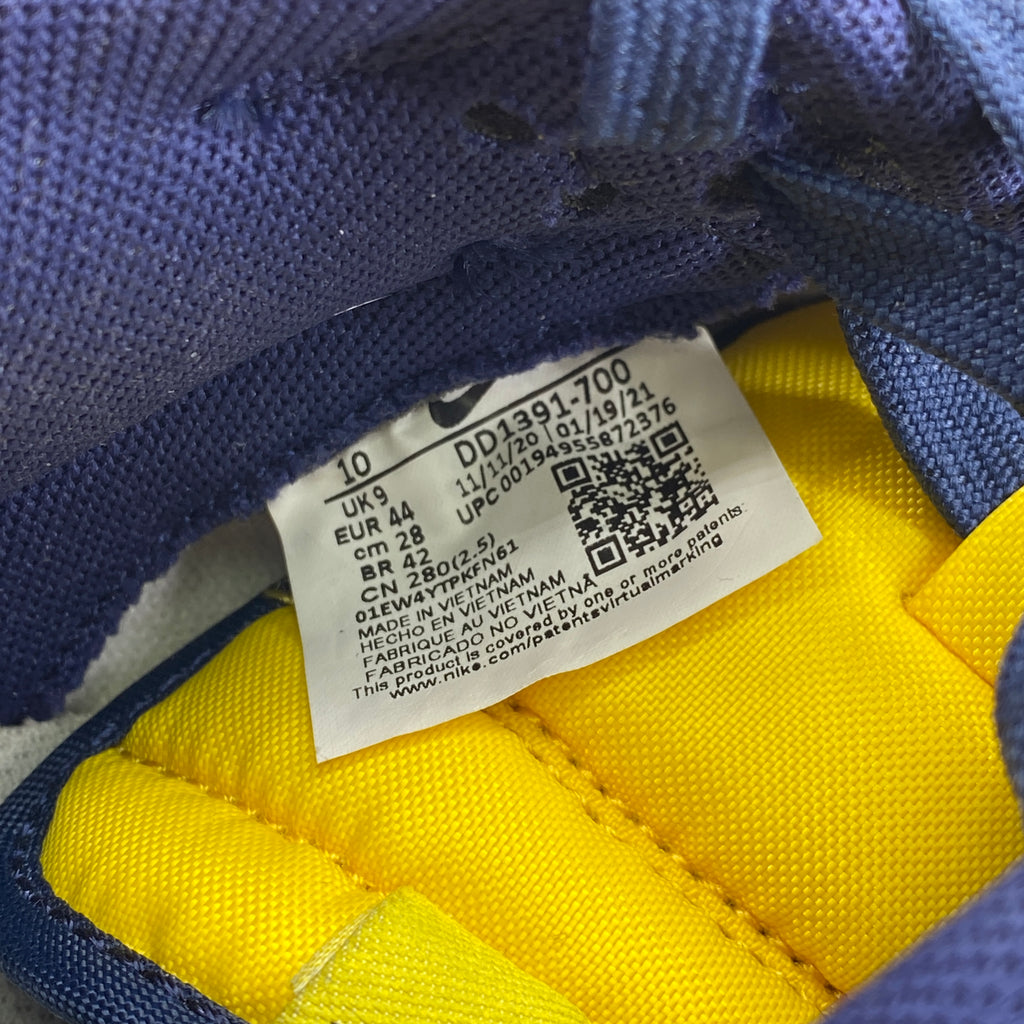 10
UK 9
EUR 44
cm 28
BR 42
CN 280(2.5)
DD1391-700
11/11/20 | 01/19/21
UPC 00194955872376
01EW4YTPKFN61
MADE IN VIETNAM
HECHO EN VIETNAM
FABRIQUE AU VIETNAM
FABRICADO NO VIETNÃ
This product is covered by one or more patents:
www.nike.com/patentsvirtualmarking